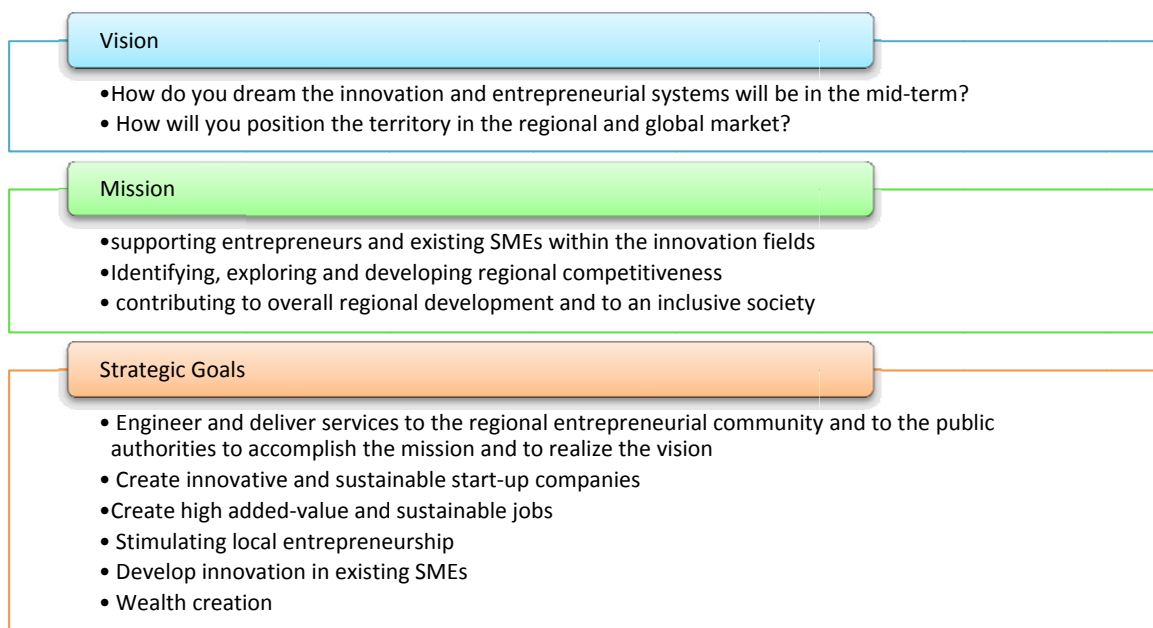 Vision
•How do you dream the innovation and entrepreneurial systems will be in the mid-term?
• How will you position the territory in the regional and global market?
Mission
•supporting entrepreneurs and existing SMEs within the innovation fields
•Identifying, exploring and developing regional competitiveness
• contributing to overall regional development and to an inclusive society
Strategic Goals
• Engineer and deliver services to the regional entrepreneurial community and to the public
authorities to accomplish the mission and to realize the vision
• Create innovative and sustainable start-up companies
•Create high added-value and sustainable jobs
• Stimulating local entrepreneurship
• Develop innovation in existing SMEs
• Wealth creation